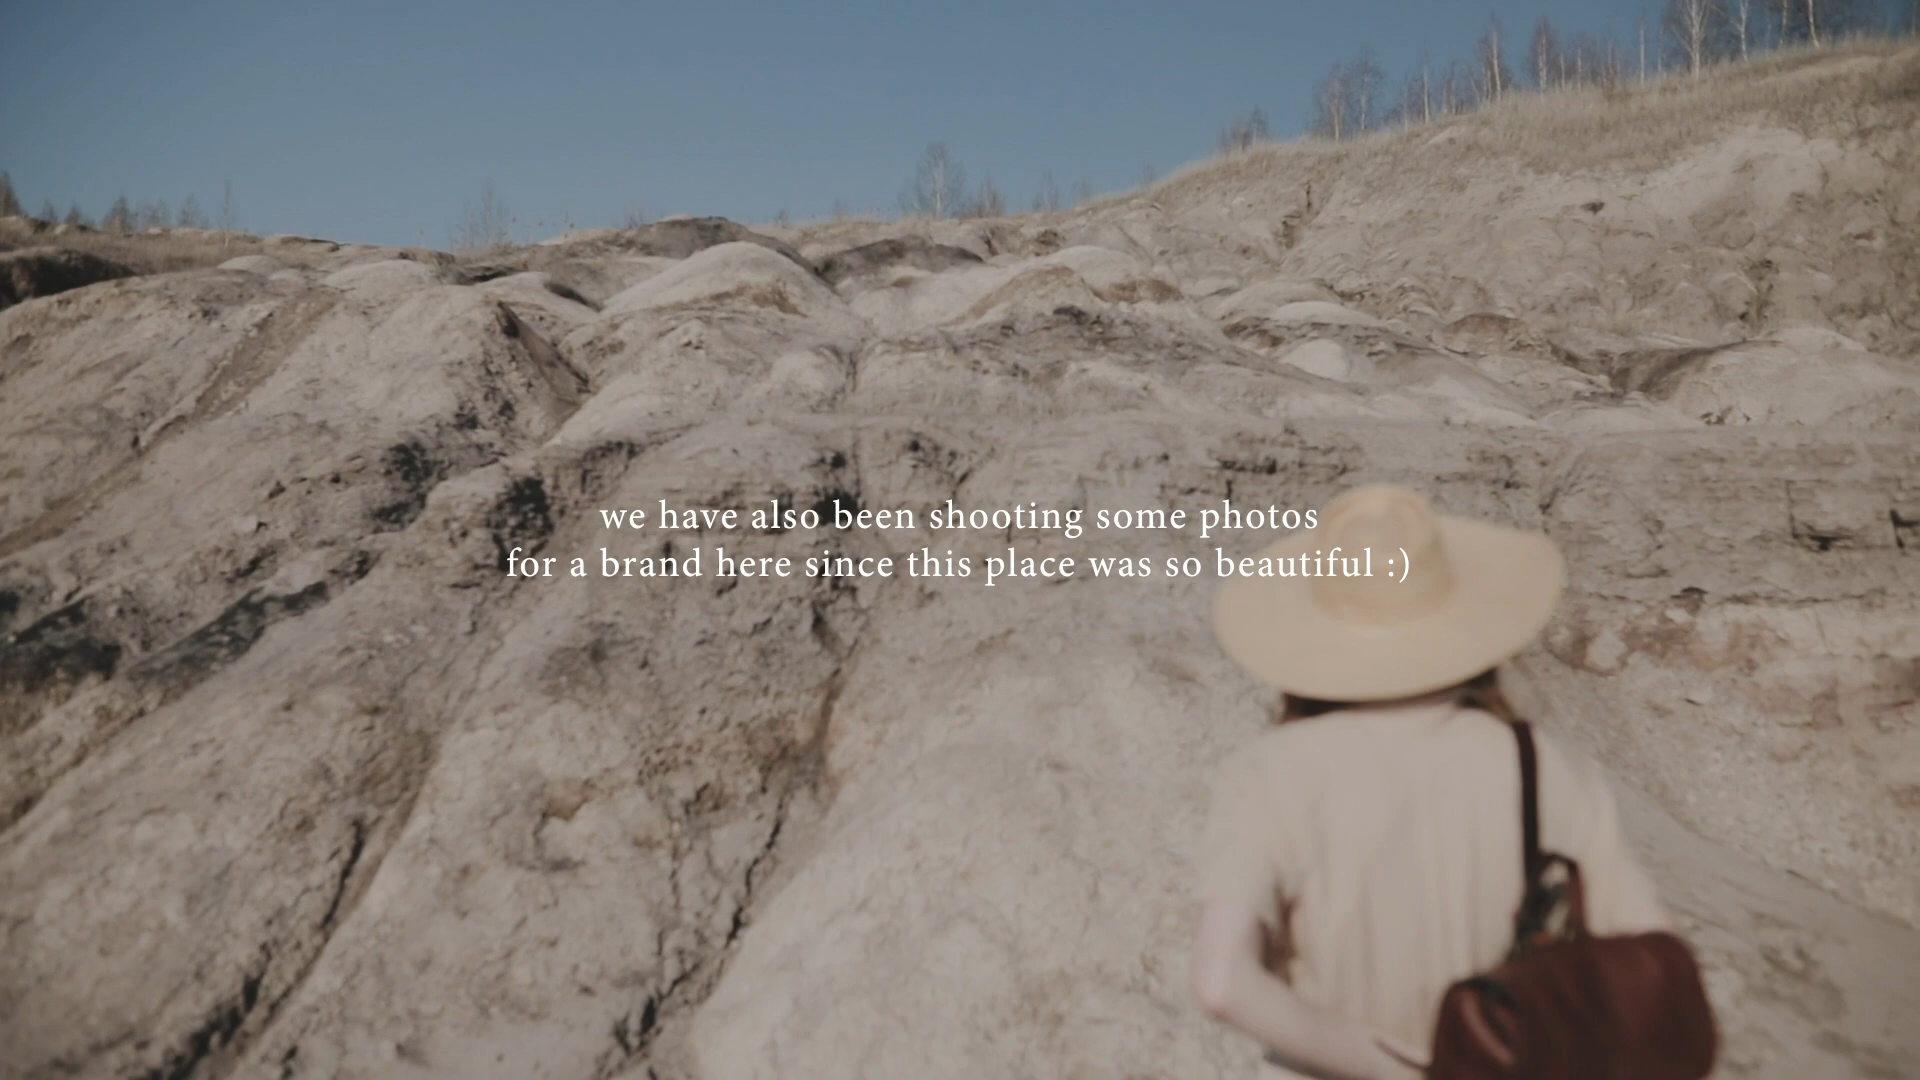 we have also been shooting some photos
for a brand here since this place was so beautiful :)